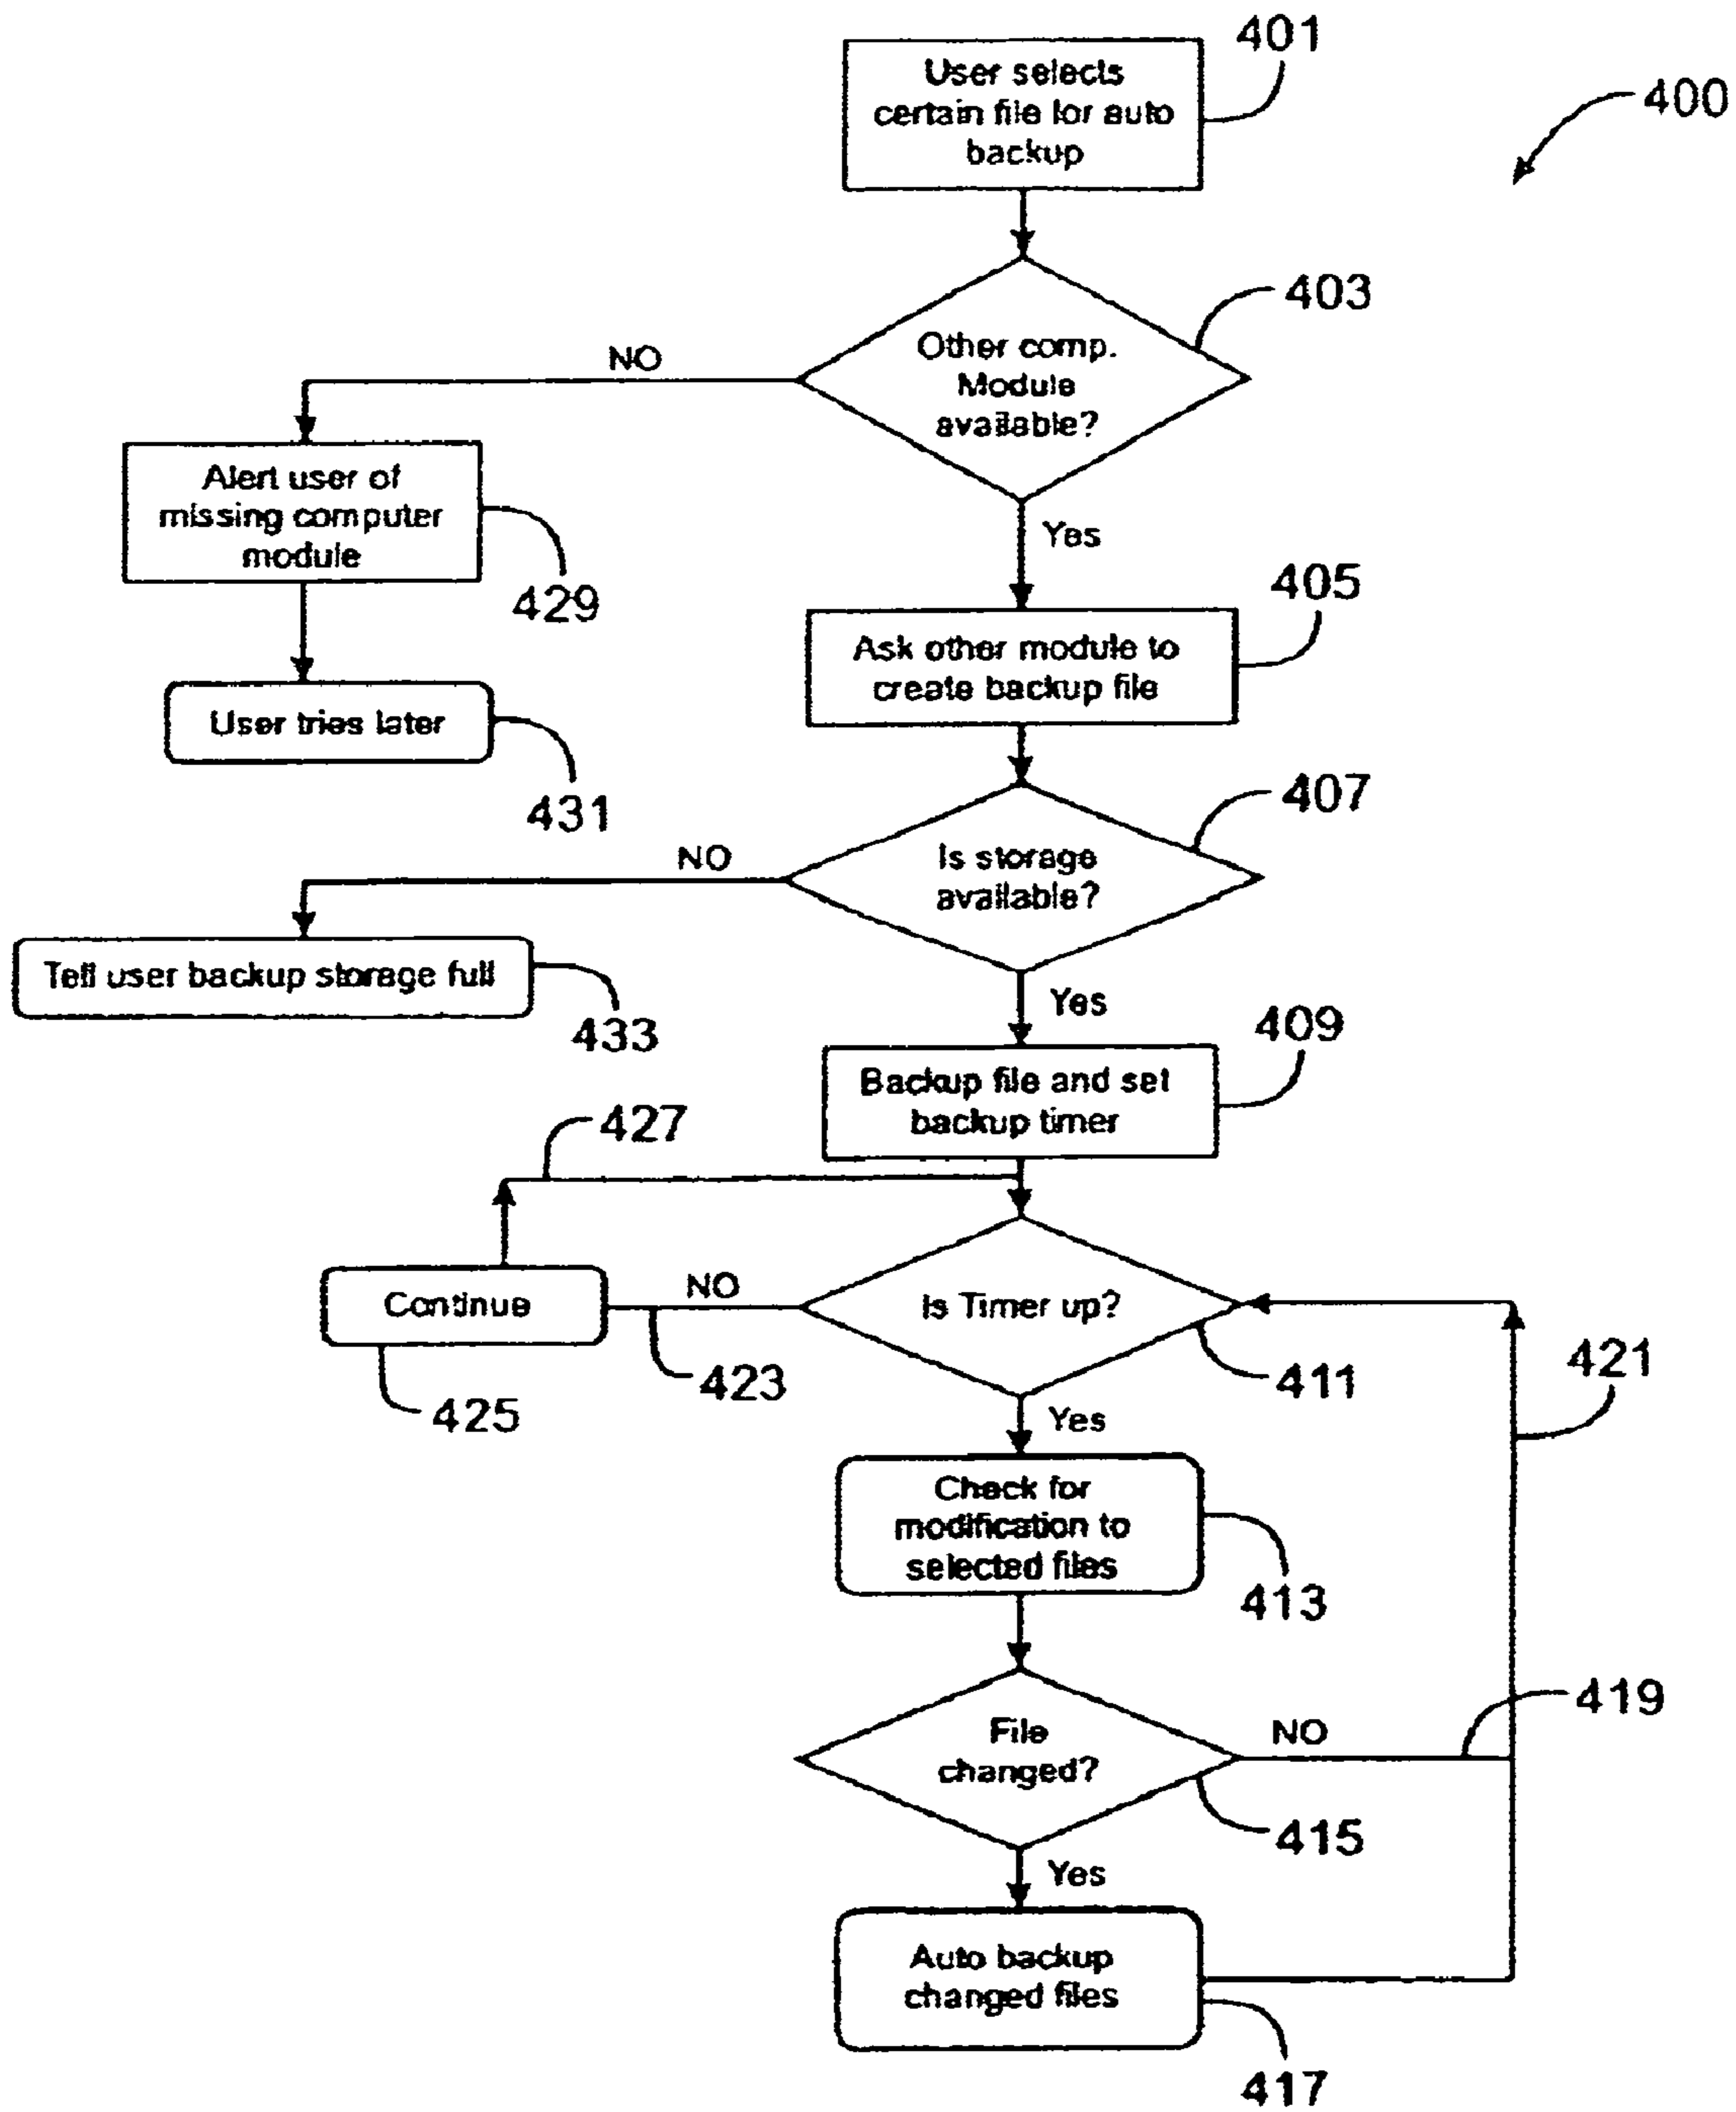 401
User selects
certain file for auto
backup
400
403
Other comp.
Module
available?
NO
Alert user of
missing computer
module
429
Yes
405
Ask other module to
create backup file
User tries later
431
407
Is storage
available?
NO
Tell user backup storage full
433
Yes
409
Backup file and set
backup timer
427
Is Timer up?
NO
Continue
423
425
411
421
Yes
Check for
modification to
selected files
413
File
changed?
NO
419
415
Yes
Auto backup
changed files
417